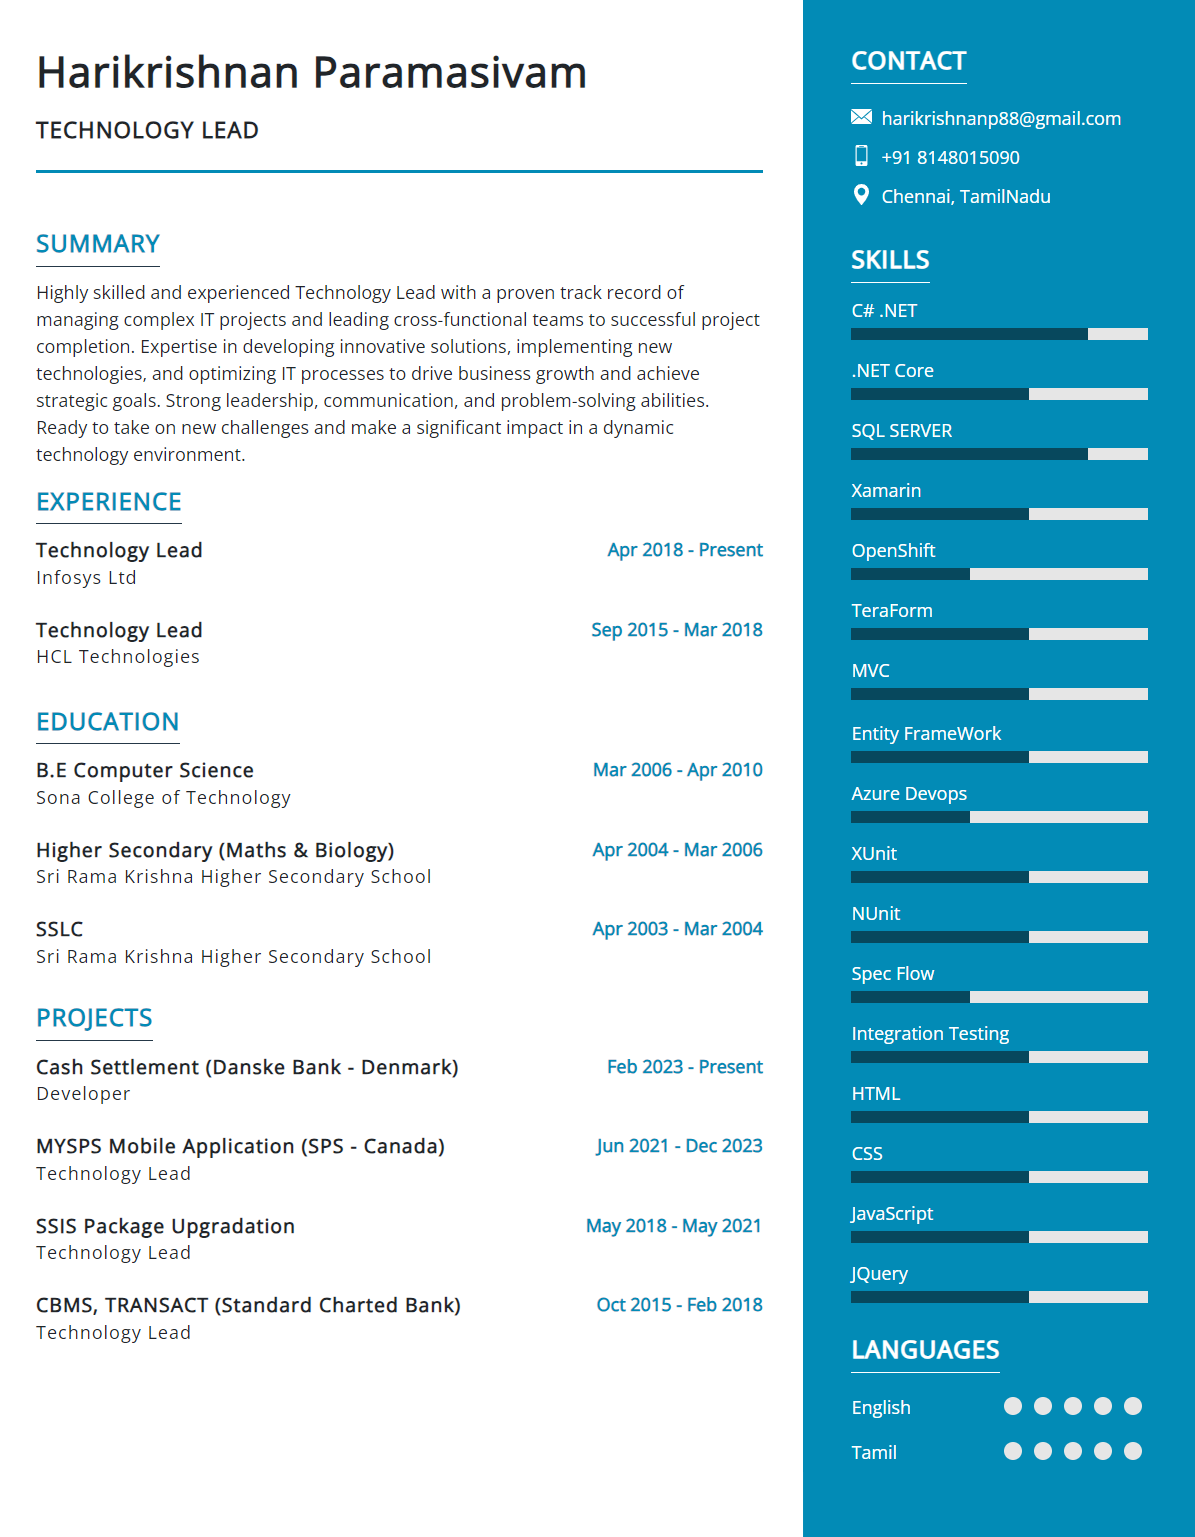 Harikrishnan Paramasivam
TECHNOLOGY LEAD
SUMMARY
Highly skilled and experienced Technology Lead with a proven track record of
managing complex IT projects and leading cross-functional teams to successful project
completion. Expertise in developing innovative solutions, implementing new
technologies, and optimizing IT processes to drive business growth and achieve
strategic goals. Strong leadership, communication, and problem-solving abilities.
Ready to take on new challenges and make a significant impact in a dynamic
technology environment.
EXPERIENCE
Technology Lead Apr 2018 - Present
Infosys Ltd
Technology Lead Sep 2015 - Mar 2018
HCL Technologies
EDUCATION
B.E Computer Science Mar 2006 - Apr 2010
Sona College of Technology
Higher Secondary (Maths & Biology) Apr 2004 - Mar 2006
Sri Rama Krishna Higher Secondary School
SSLC Apr 2003 - Mar 2004
Sri Rama Krishna Higher Secondary School
PROJECTS
Cash Settlement (Danske Bank - Denmark) Feb 2023 - Present
Developer
MYSPS Mobile Application (SPS - Canada) Jun 2021 - Dec 2023
Technology Lead
SSIS Package Upgradation May 2018 - May 2021
Technology Lead
CBMS, TRANSACT (Standard Charted Bank) Oct 2015 - Feb 2018
Technology Lead
CONTACT
harikrishnanp88@gmail.com
+91 8148015090
Chennai, TamilNadu
SKILLS
C# .NET
.NET Core
SQL SERVER
Xamarin
OpenShift
TeraForm
MVC
Entity FrameWork
Azure Devops
XUnit
NUnit
Spec Flow
Integration Testing
HTML
CSS
JavaScript
JQuery
LANGUAGES
English
Tamil